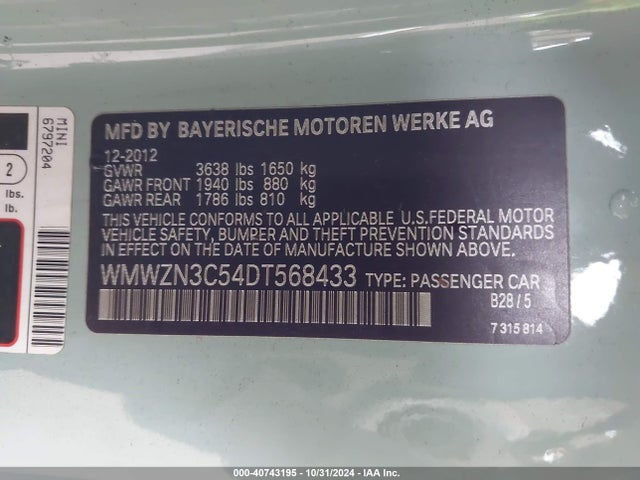 MINI
6797204
2
lbs.
lb.
MFD BY BAYERISCHE MOTOREN WERKE AG
12-2012
GVWR 3638 lbs 1650 kg
GAWR FRONT 1940 lbs 880 kg
GAWR REAR 1786 lbs 810 kg
THIS VEHICLE CONFORMS TO ALL APPLICABLE U.S.FEDERAL MOTOR
VEHICLE SAFETY, BUMPER AND THEFT PREVENTION STANDARDS
IN EFFECT ON THE DATE OF MANUFACTURE SHOWN ABOVE.
WMWZN3C54DT568433 TYPE: PASSENGER CAR
B28/5
7 315 814
000-40743195 - 10/31/2024 - IAA Inc.